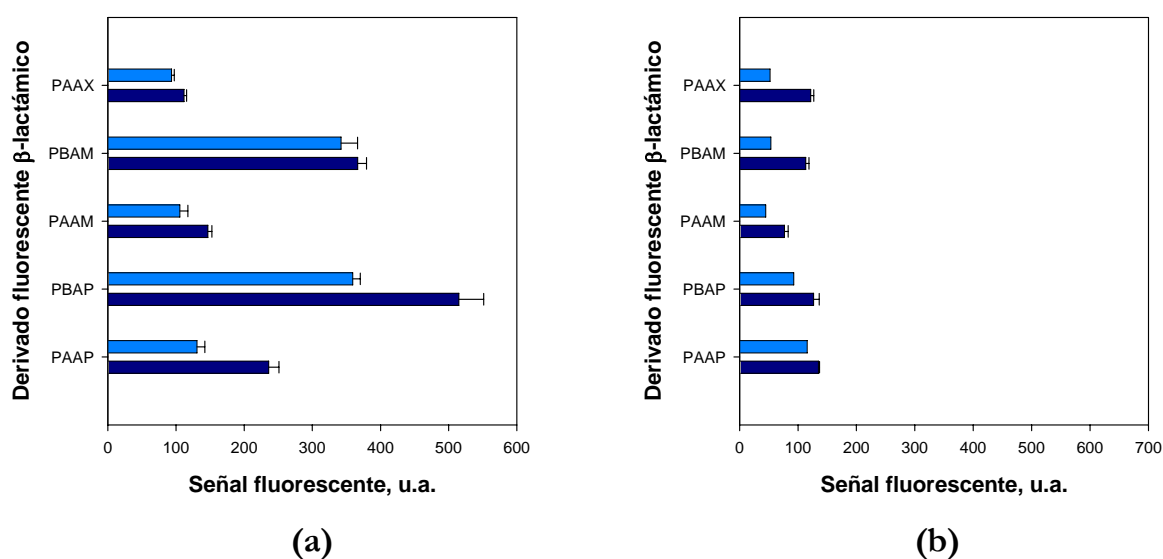 Derivado fluorescente β-lactámico
PAAX
PBAM
PAAM
PBAP
PAAP
0 100 200 300 400 500 600
Señal fluorescente, u.a.
(a)
Derivado fluorescente β-lactámico
PAAX
PBAM
PAAM
PBAP
PAAP
0 100 200 300 400 500 600 700
Señal fluorescente, u.a.
(b)